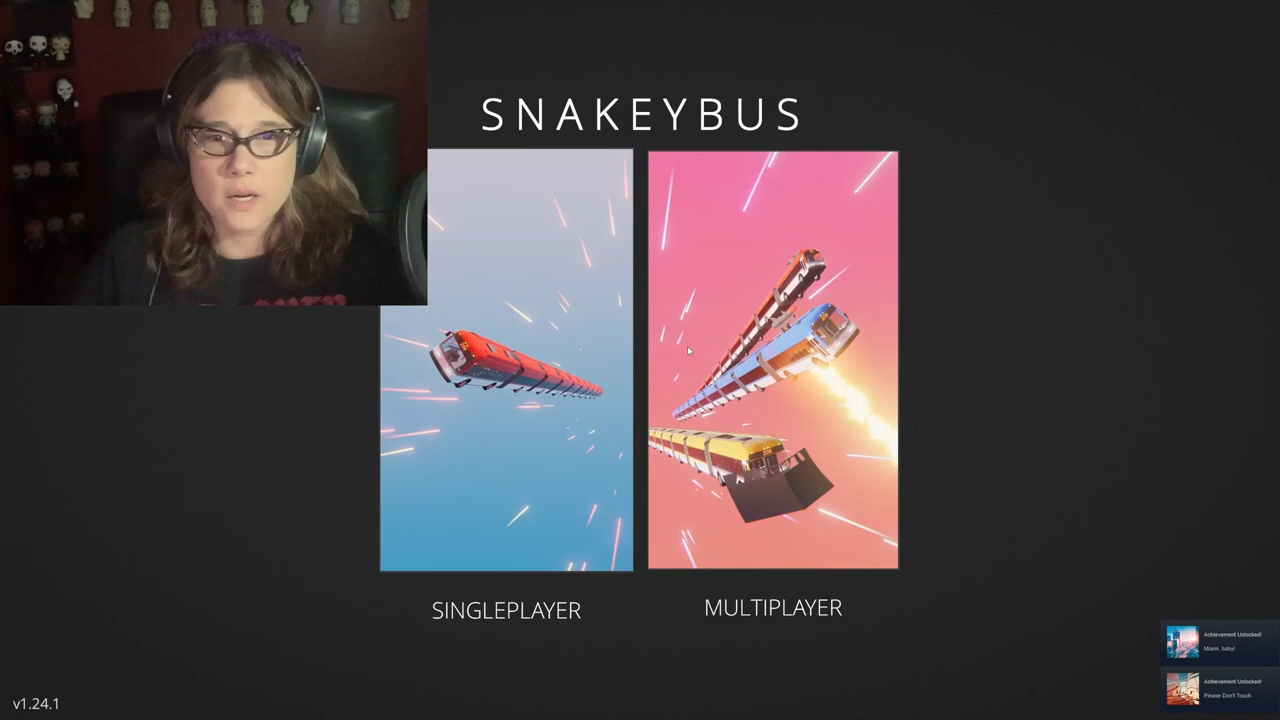 SNAKEYBUS
SINGLEPLAYER
MULTIPLAYER
Achievement Unlocked!
Miami, baby!
Achievement Unlocked!
Please Don't Touch
v1.24.1